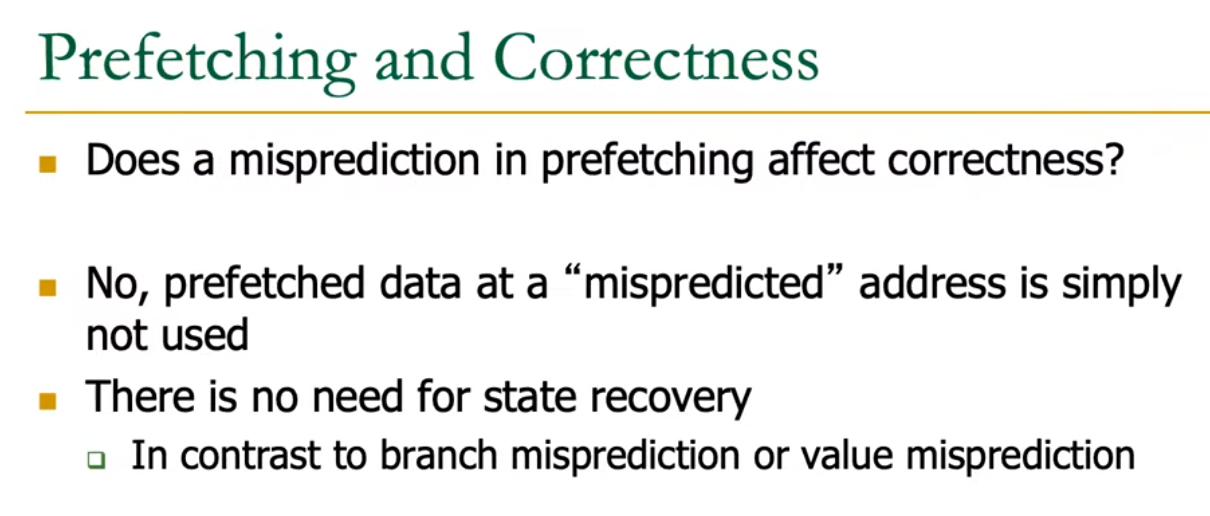 Prefetching and Correctness
Does a misprediction in prefetching affect correctness?
No, prefetched data at a “mispredicted” address is simply
not used
There is no need for state recovery
In contrast to branch misprediction or value misprediction